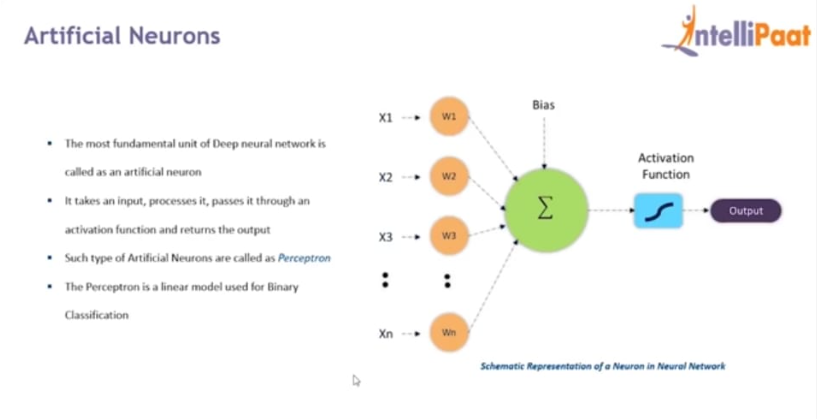 Artificial Neurons
IntelliPaat
The most fundamental unit of Deep neural network is
called as an artificial neuron
It takes an input, processes it, passes it through an
activation function and returns the output
Such type of Artificial Neurons are called as Perceptron
The Perceptron is a linear model used for Binary
Classification
Bias
X1
W1
X2
W2
X3
W3
Xn
Wn
Σ
Activation
Function
Output
Schematic Representation of a Neuron in Neural Network